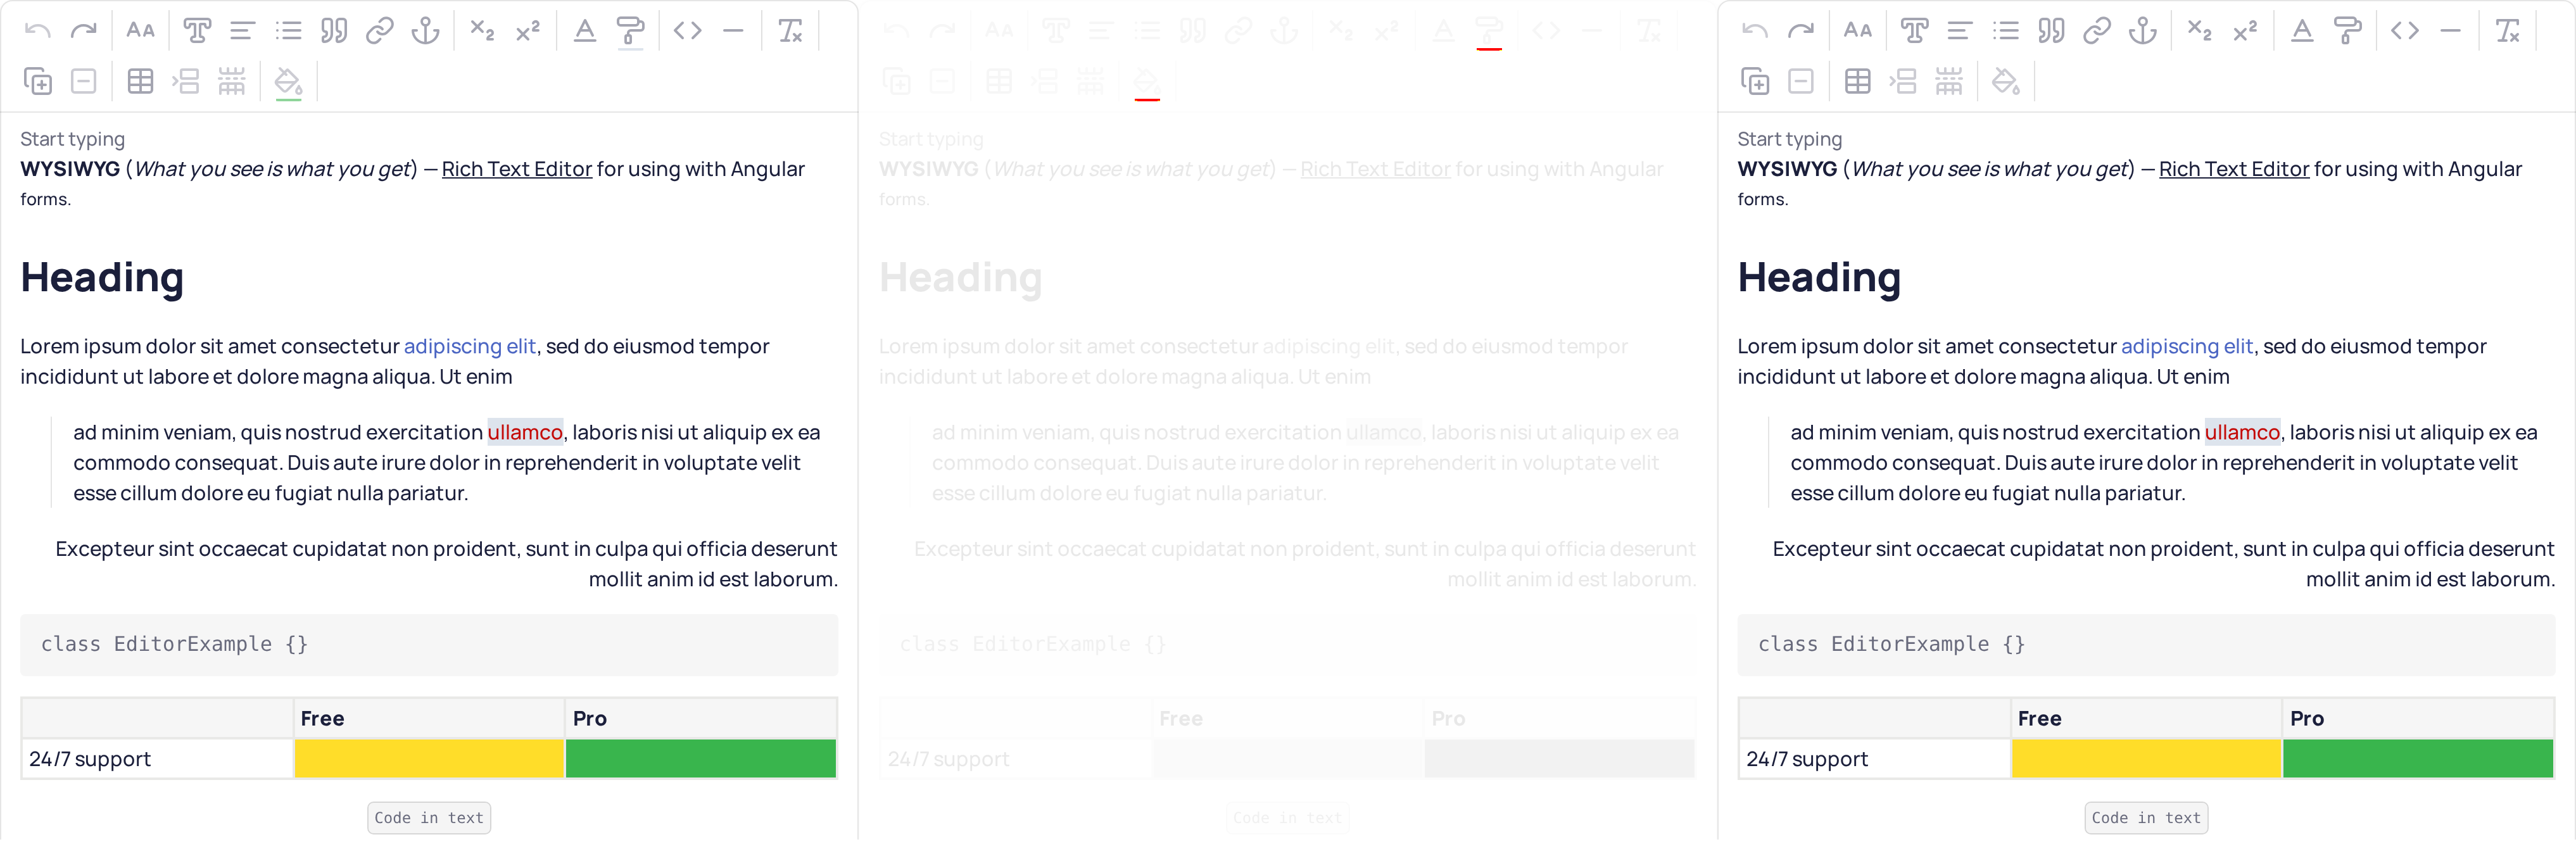 Start typing
WYSIWYG (What you see is what you get) — Rich Text Editor for using with Angular
forms.
Heading
Lorem ipsum dolor sit amet consectetur adipiscing elit, sed do eiusmod tempor
incididunt ut labore et dolore magna aliqua. Ut enim
ad minim veniam, quis nostrud exercitation ullamco, laboris nisi ut aliquip ex ea
commodo consequat. Duis aute irure dolor in reprehenderit in voluptate velit
esse cillum dolore eu fugiat nulla pariatur.
Excepteur sint occaecat cupidatat non proident, sunt in culpa qui officia deserunt
mollit anim id est laborum.
class EditorExample {}
Free Pro
24/7 support
Code in text
Start typing
WYSIWYG (What you see is what you get) — Rich Text Editor for using with Angular
forms.
Heading
Lorem ipsum dolor sit amet consectetur adipiscing elit, sed do eiusmod tempor
incididunt ut labore et dolore magna aliqua. Ut enim
ad minim veniam, quis nostrud exercitation ullamco, laboris nisi ut aliquip ex ea
commodo consequat. Duis aute irure dolor in reprehenderit in voluptate velit
esse cillum dolore eu fugiat nulla pariatur.
Excepteur sint occaecat cupidatat non proident, sunt in culpa qui officia deserunt
mollit anim id est laborum.
class EditorExample {}
Free Pro
24/7 support
Code in text
Start typing
WYSIWYG (What you see is what you get) — Rich Text Editor for using with Angular
forms.
Heading
Lorem ipsum dolor sit amet consectetur adipiscing elit, sed do eiusmod tempor
incididunt ut labore et dolore magna aliqua. Ut enim
ad minim veniam, quis nostrud exercitation ullamco, laboris nisi ut aliquip ex ea
commodo consequat. Duis aute irure dolor in reprehenderit in voluptate velit
esse cillum dolore eu fugiat nulla pariatur.
Excepteur sint occaecat cupidatat non proident, sunt in culpa qui officia deserunt
mollit anim id est laborum.
class EditorExample {}
Free Pro
24/7 support
Code in text